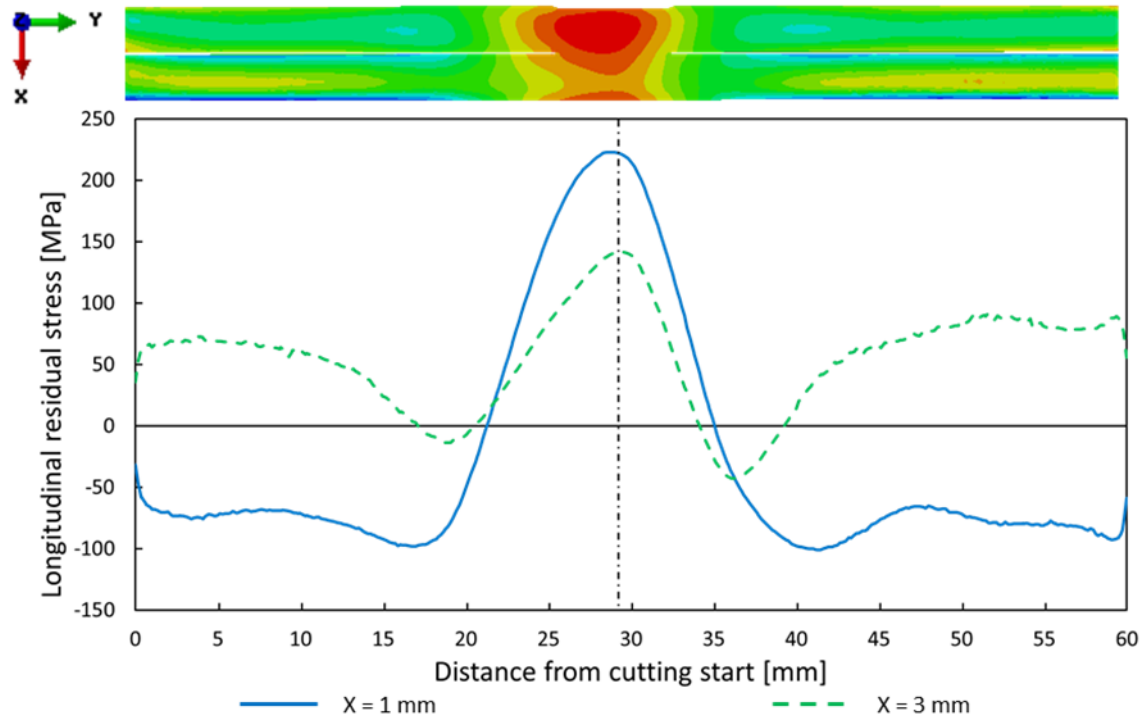 Z Y
X
250
200
150
100
50
0
-50
-100
-150
Longitudinal residual stress [MPa]
0 5 10 15 20 25 30 35 40 45 50 55 60
Distance from cutting start [mm]
X = 1 mm X = 3 mm